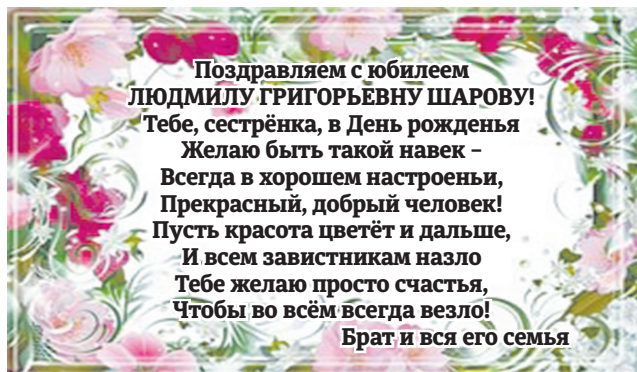 Поздравляем с юбилеем
ЛЮДМИЛУ ГРИГОРЬЕВНУ ШАРОВУ!
Тебе, сестрёнка, в День рожденья
Желаю быть такой навек –
Всегда в хорошем настроеньи,
Прекрасный, добрый человек!
Пусть красота цветёт и дальше,
И всем завистникам назло
Тебе желаю просто счастья,
Чтобы во всём всегда везло!
Брат и вся его семья